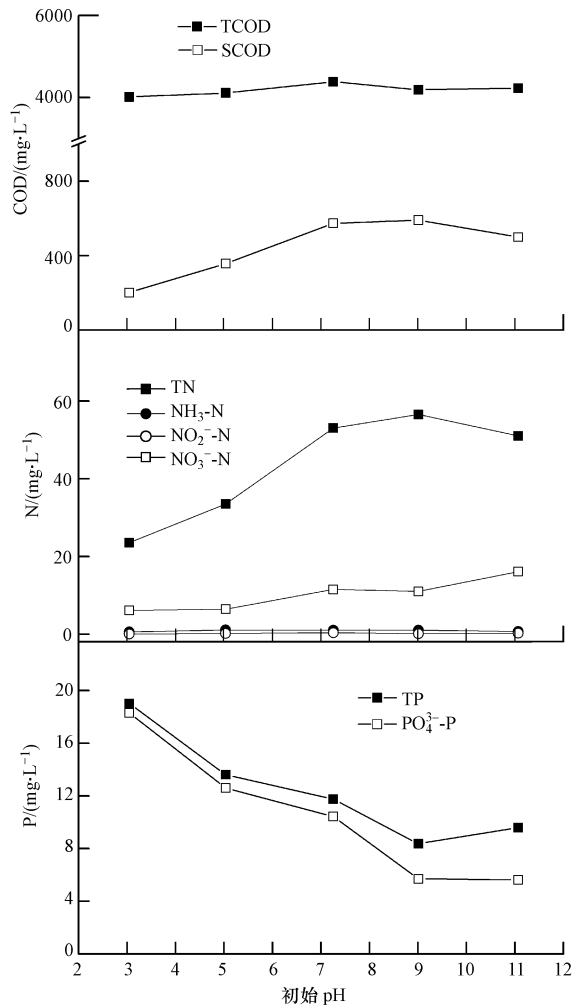 6000
TCOD
SCOD
4000
COD/(mg·L⁻¹)
800
400
0
TN
NH₃-N
NO₂⁻-N
NO₃⁻-N
60
N/(mg·L⁻¹)
40
20
0
20
TP
PO₄³⁻-P
16
P/(mg·L⁻¹)
12
8
4
0
2 3 4 5 6 7 8 9 10 11 12
初始 pH